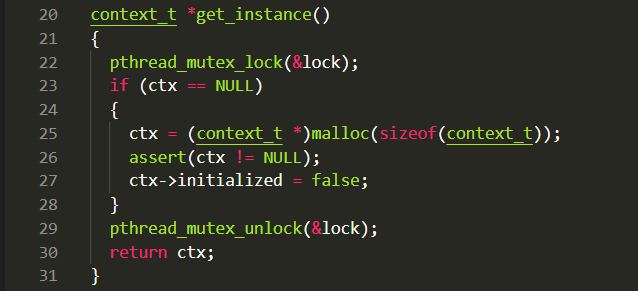 20 context_t *get_instance()
21 {
22 pthread_mutex_lock(&lock);
23 if (ctx == NULL)
24 {
25 ctx = (context_t *)malloc(sizeof(context_t));
26 assert(ctx != NULL);
27 ctx->initialized = false;
28 }
29 pthread_mutex_unlock(&lock);
30 return ctx;
31 }